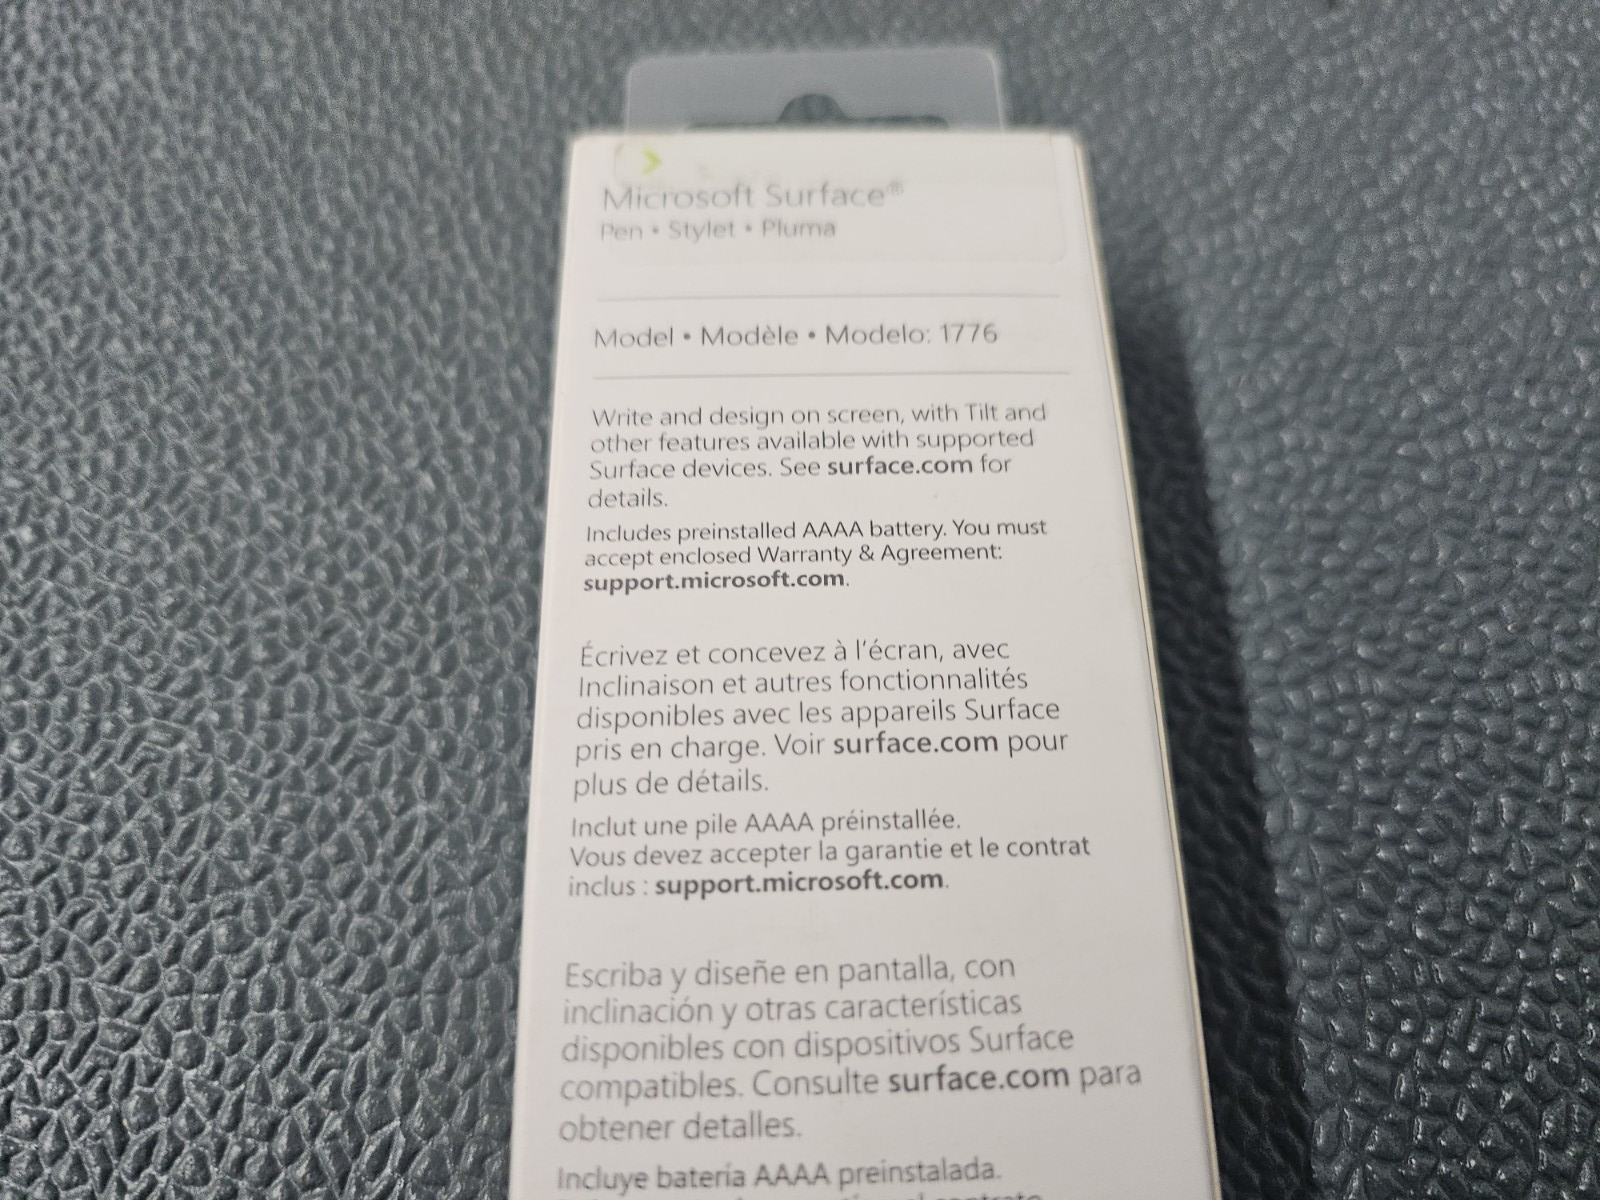 Microsoft Surface®
Pen • Stylet • Pluma
Model • Modèle • Modelo: 1776
Write and design on screen, with Tilt and
other features available with supported
Surface devices. See surface.com for
details.
Includes preinstalled AAAA battery. You must
accept enclosed Warranty & Agreement:
support.microsoft.com.
Écrivez et concevez à l'écran, avec
Inclinaison et autres fonctionnalités
disponibles avec les appareils Surface
pris en charge. Voir surface.com pour
plus de détails.
Inclut une pile AAAA préinstallée.
Vous devez accepter la garantie et le contrat
inclus : support.microsoft.com.
Escriba y diseñe en pantalla, con
inclinación y otras características
disponibles con dispositivos Surface
compatibles. Consulte surface.com para
obtener detalles.
Incluye batería AAAA preinstalada.